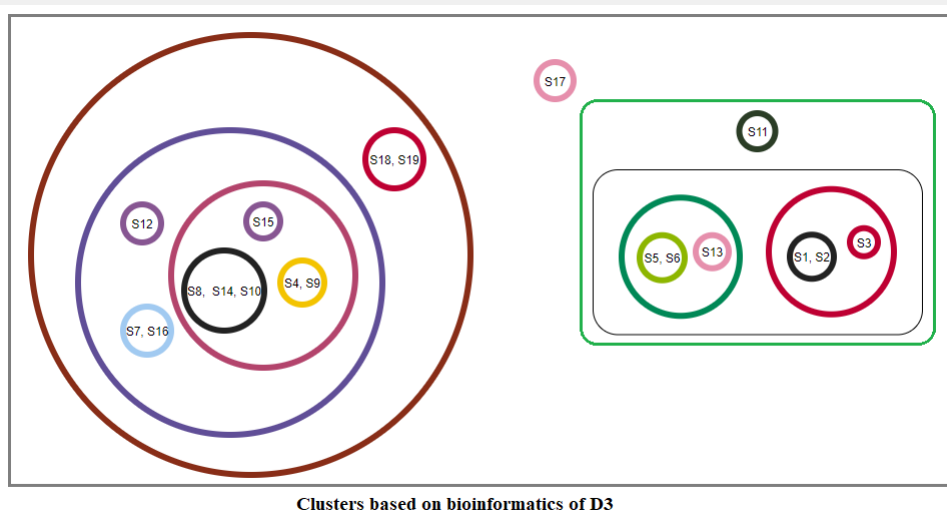 S17
S11
S18, S19
S12
S15
S5, S6
S13
S1, S2
S3
S8, S14, S10
S4, S9
S7, S16
Clusters based on bioinformatics of D3